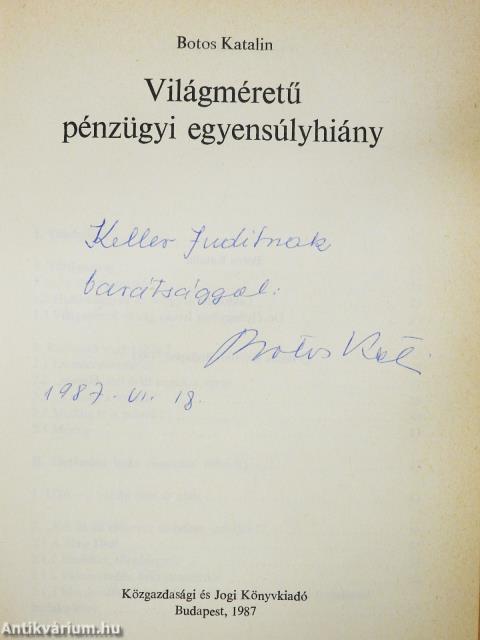 Botos Katalin
Világméretű
pénzügyi egyensúlyhiány
Keller Juditnak
barátsággal:
Botos Kati
1987. VI. 18.
Közgazdasági és Jogi Könyvkiadó
Budapest, 1987
Antikvárium.hu